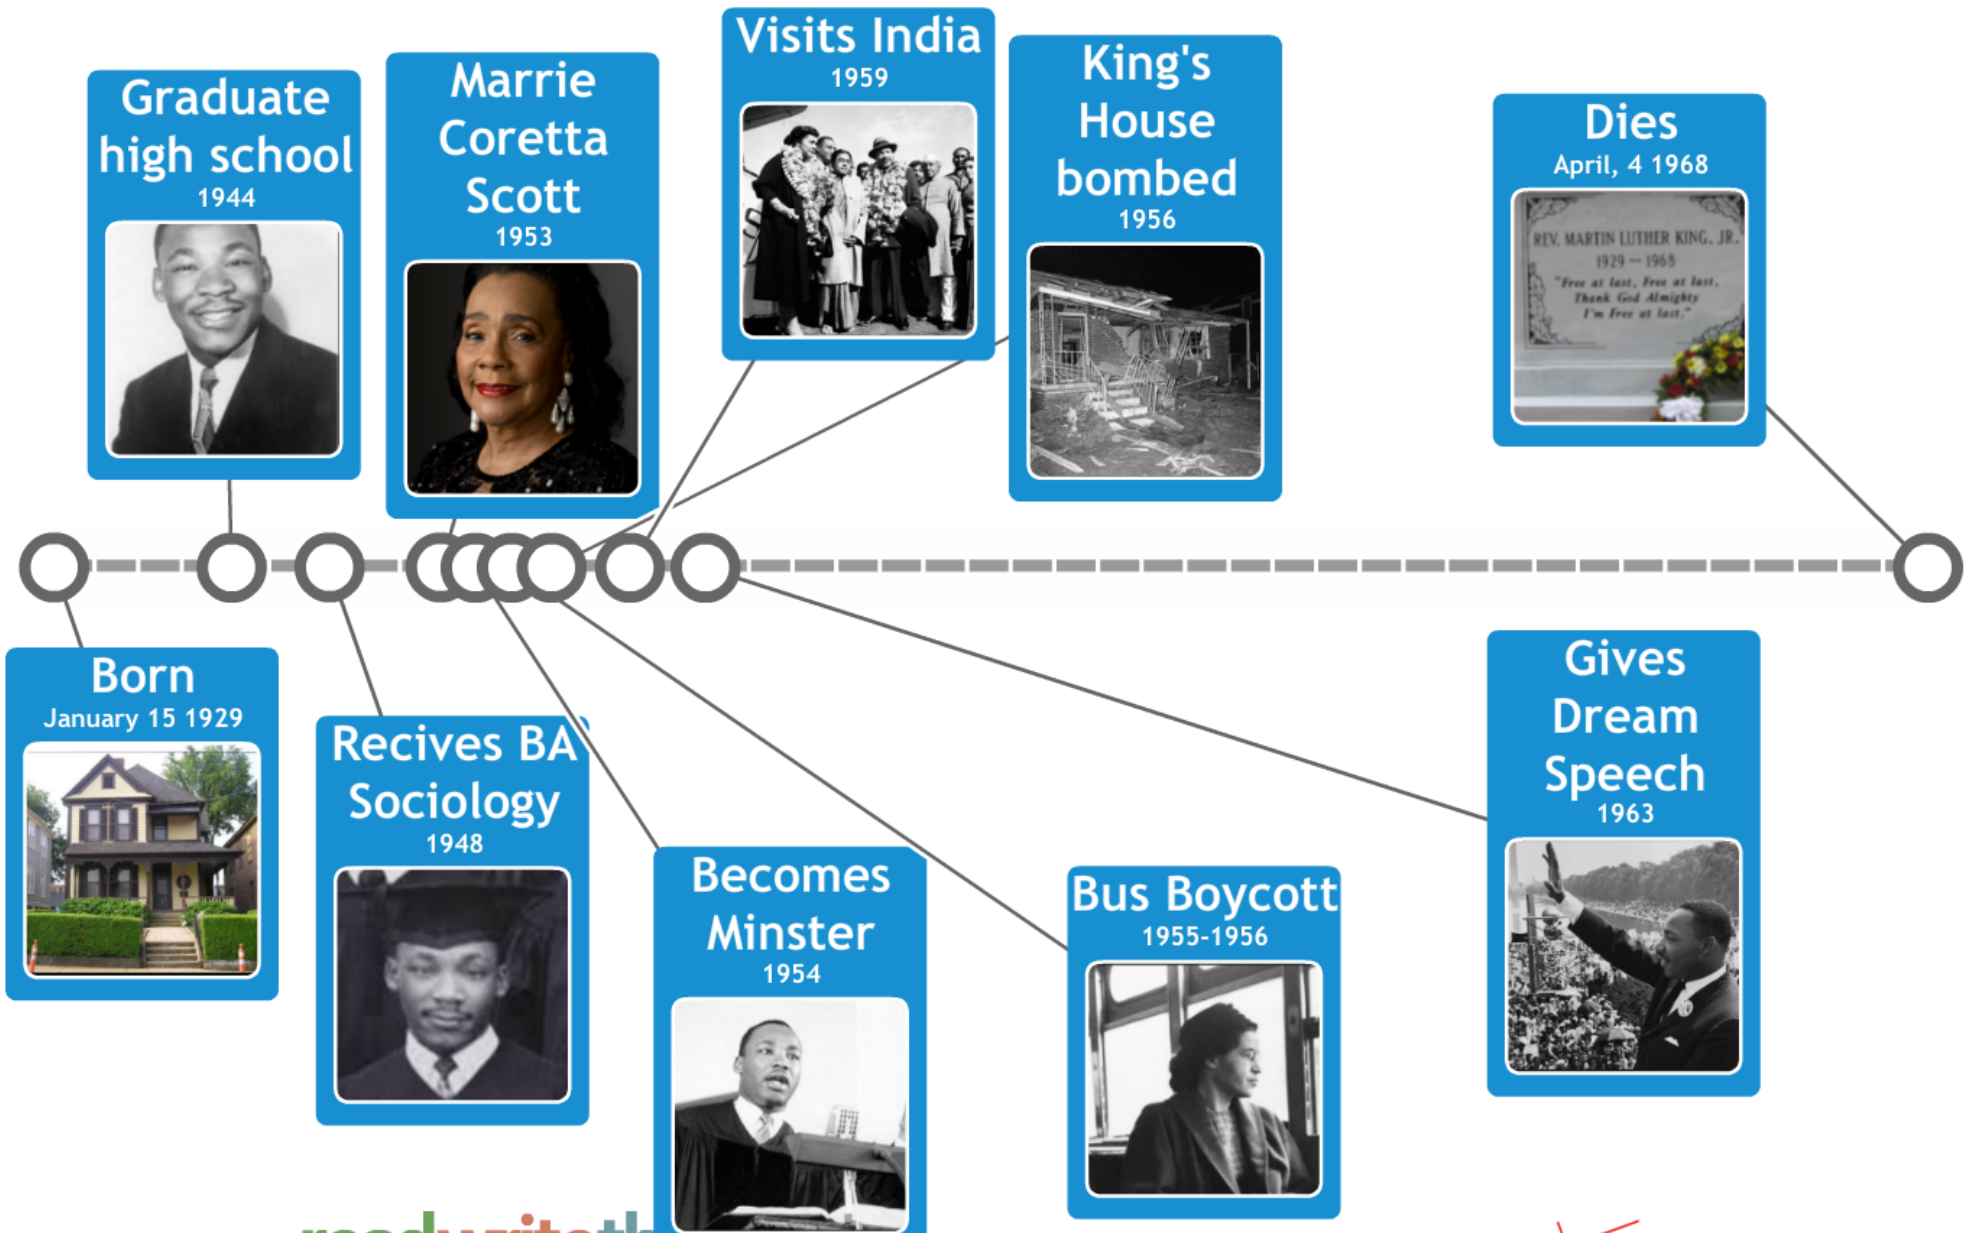 Graduate
high school
1944
Marrie
Coretta
Scott
1953
Visits India
1959
King's
House
bombed
1956
Dies
April, 4 1968
REV. MARTIN LUTHER KING, JR.
1929 — 1968
"Free at last, Free at last,
Thank God Almighty
I'm Free at last."
Born
January 15 1929
Recives BA
Sociology
1948
Becomes
Minster
1954
Bus Boycott
1955-1956
Gives
Dream
Speech
1963